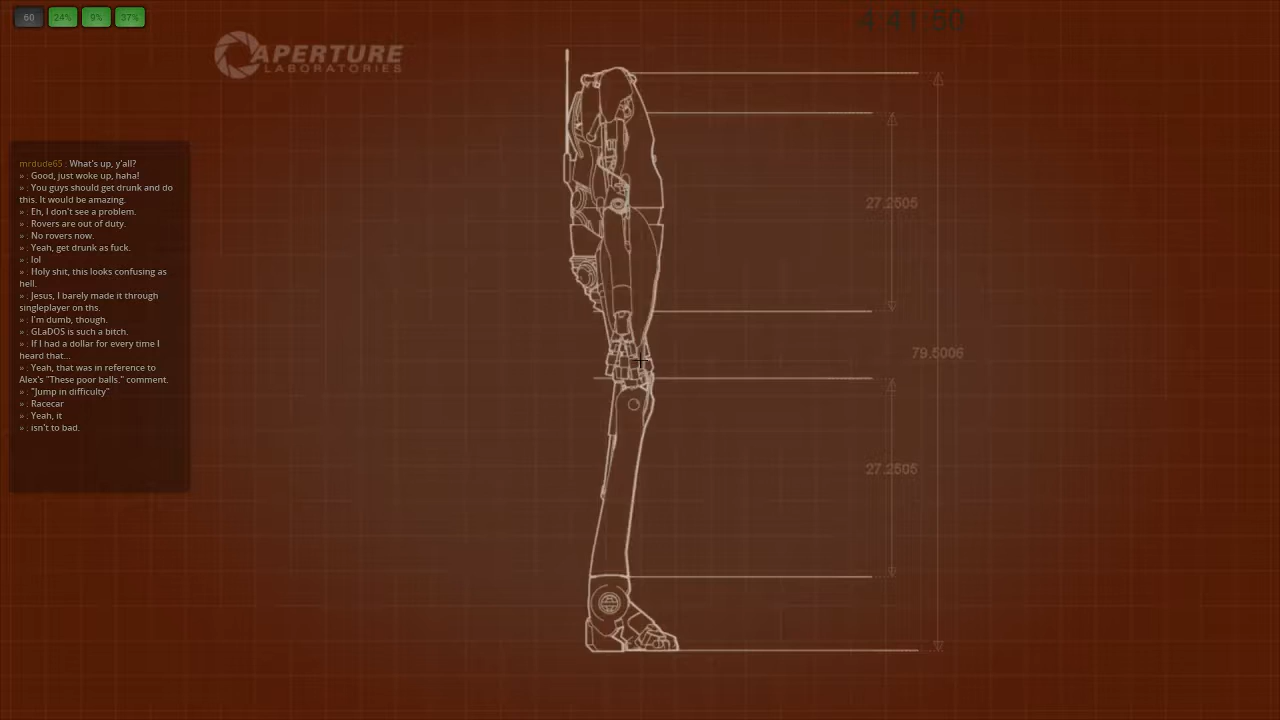 60 24% 9% 37%
4:41:50
APERTURE
LABORATORIES
mrdude65 : What's up, y'all?
» : Good, just woke up, haha!
» : You guys should get drunk and do
this. It would be amazing.
» : Eh, I don't see a problem.
» : Rovers are out of duty.
» : No rovers now.
» : Yeah, get drunk as fuck.
» : lol
» : Holy shit, this looks confusing as
hell.
» : Jesus, I barely made it through
singleplayer on ths.
» : I'm dumb, though.
» : GLaDOS is such a bitch.
» : If I had a dollar for every time I
heard that...
» : Yeah, that was in reference to
Alex's "These poor balls." comment.
» : "Jump in difficulty"
» : Racecar
» : Yeah, it
» : isn't to bad.
27.2505
79.5006
27.2505